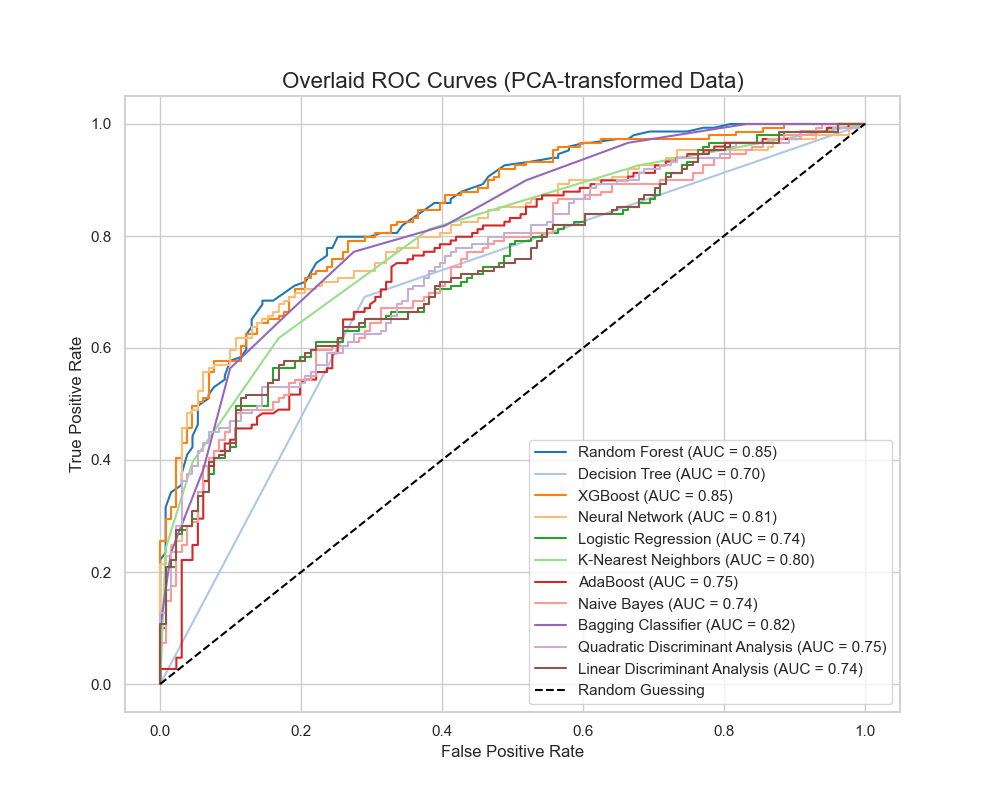 Overlaid ROC Curves (PCA-transformed Data)
True Positive Rate
1.0
0.8
0.6
0.4
0.2
0.0
Random Forest (AUC = 0.85)
Decision Tree (AUC = 0.70)
XGBoost (AUC = 0.85)
Neural Network (AUC = 0.81)
Logistic Regression (AUC = 0.74)
K-Nearest Neighbors (AUC = 0.80)
AdaBoost (AUC = 0.75)
Naive Bayes (AUC = 0.74)
Bagging Classifier (AUC = 0.82)
Quadratic Discriminant Analysis (AUC = 0.75)
Linear Discriminant Analysis (AUC = 0.74)
Random Guessing
0.0 0.2 0.4 0.6 0.8 1.0
False Positive Rate